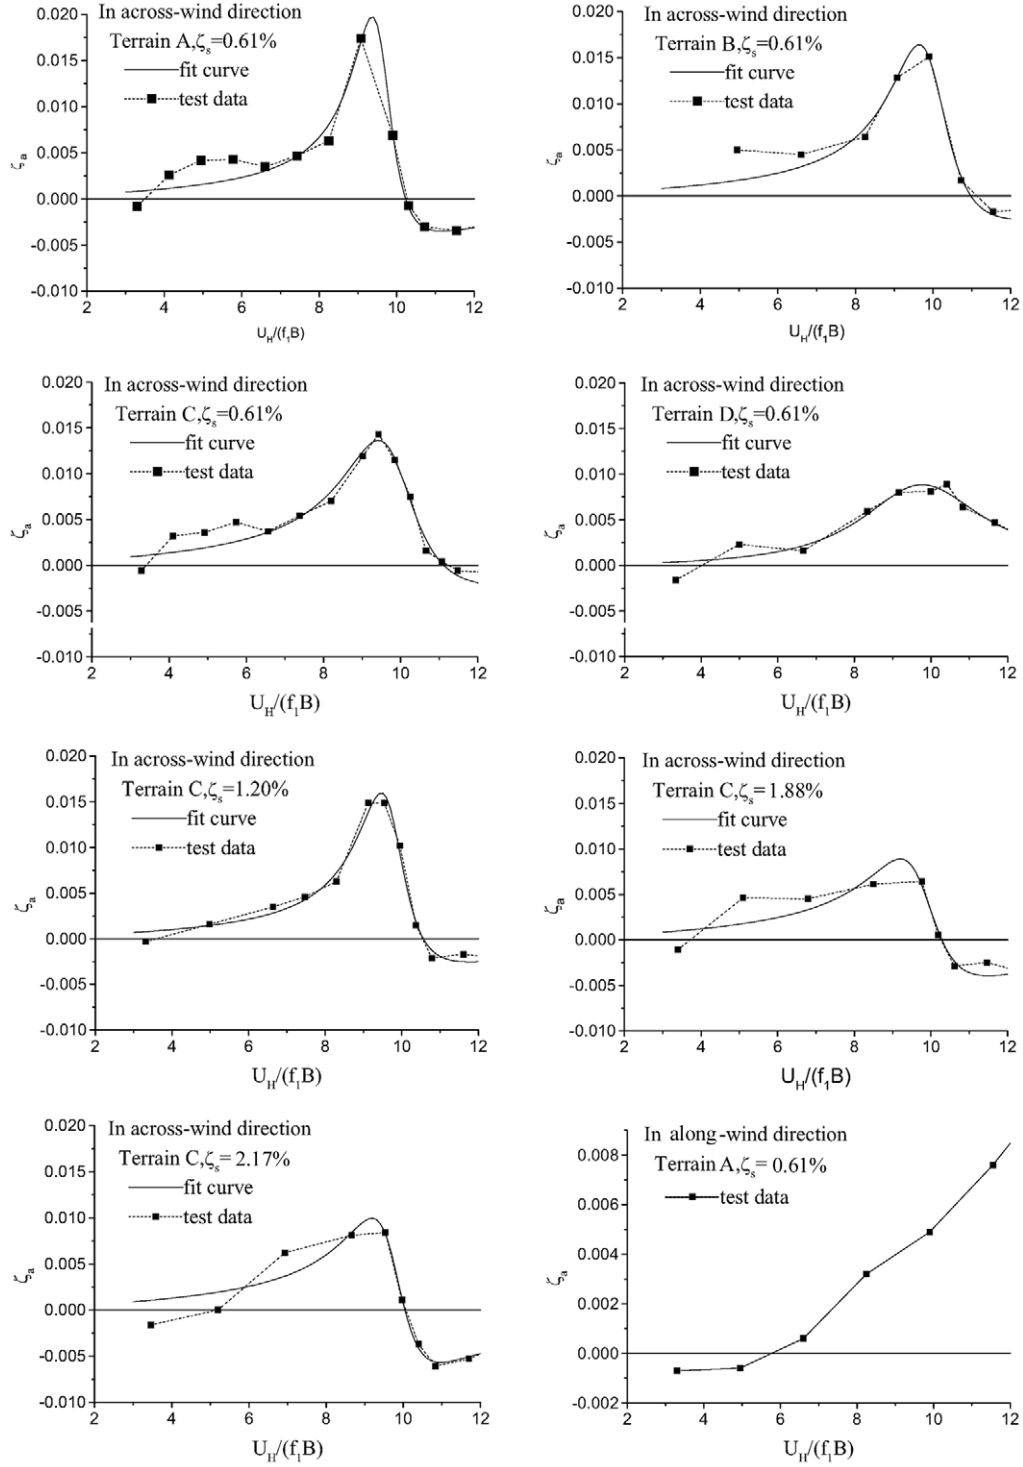 In across-wind direction
Terrain A,ζs=0.61%
fit curve
test data
0.020
0.015
0.010
0.005
0.000
-0.005
-0.010
ζa
2 4 6 8 10 12
UH/(f1B)
In across-wind direction
Terrain B,ζs=0.61%
fit curve
test data
0.020
0.015
0.010
0.005
0.000
-0.005
-0.010
ζa
2 4 6 8 10 12
UH/(f1B)
In across-wind direction
Terrain C,ζs=0.61%
fit curve
test data
0.020
0.015
0.010
0.005
0.000
-0.005
-0.010
ζa
2 4 6 8 10 12
UH/(f1B)
In across-wind direction
Terrain D,ζs=0.61%
fit curve
test data
0.020
0.015
0.010
0.005
0.000
-0.005
-0.010
ζa
2 4 6 8 10 12
UH/(f1B)
In across-wind direction
Terrain C,ζs=1.20%
fit curve
test data
0.020
0.015
0.010
0.005
0.000
-0.005
-0.010
ζa
2 4 6 8 10 12
UH/(f1B)
In across-wind direction
Terrain C,ζs=1.88%
fit curve
test data
0.020
0.015
0.010
0.005
0.000
-0.005
-0.010
ζa
2 4 6 8 10 12
UH/(f1B)
In across-wind direction
Terrain C,ζs=2.17%
fit curve
test data
0.020
0.015
0.010
0.005
0.000
-0.005
-0.010
ζa
2 4 6 8 10 12
UH/(f1B)
In along-wind direction
Terrain A,ζs= 0.61%
test data
0.008
0.006
0.004
0.002
0.000
-0.002
ζa
2 4 6 8 10 12
UH/(f1B)